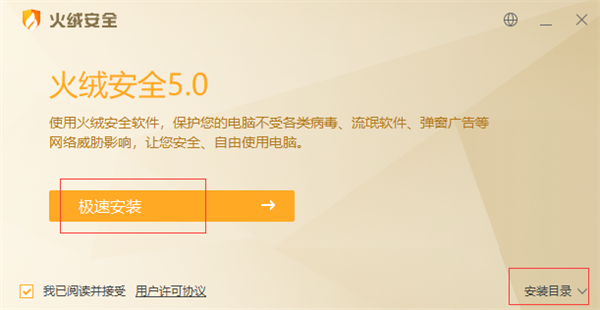 火绒安全
火绒安全5.0
使用火绒安全软件，保护您的电脑不受各类病毒、流氓软件、弹窗广告等
网络威胁影响，让您安全、自由使用电脑。
极速安装
我已阅读并接受 用户许可协议
安装目录